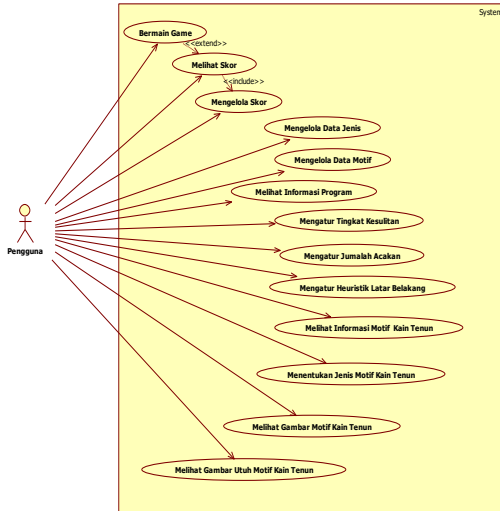 System
Bermain Game
<<extend>>
Melihat Skor
<<include>>
Mengelola Skor
Mengelola Data Jenis
Mengelola Data Motif
Melihat Informasi Program
Pengguna
Mengatur Tingkat Kesulitan
Mengatur Jumalah Acakan
Mengatur Heuristik Latar Belakang
Melihat Informasi Motif Kain Tenun
Menentukan Jenis Motif Kain Tenun
Melihat Gambar Motif Kain Tenun
Melihat Gambar Utuh Motif Kain Tenun